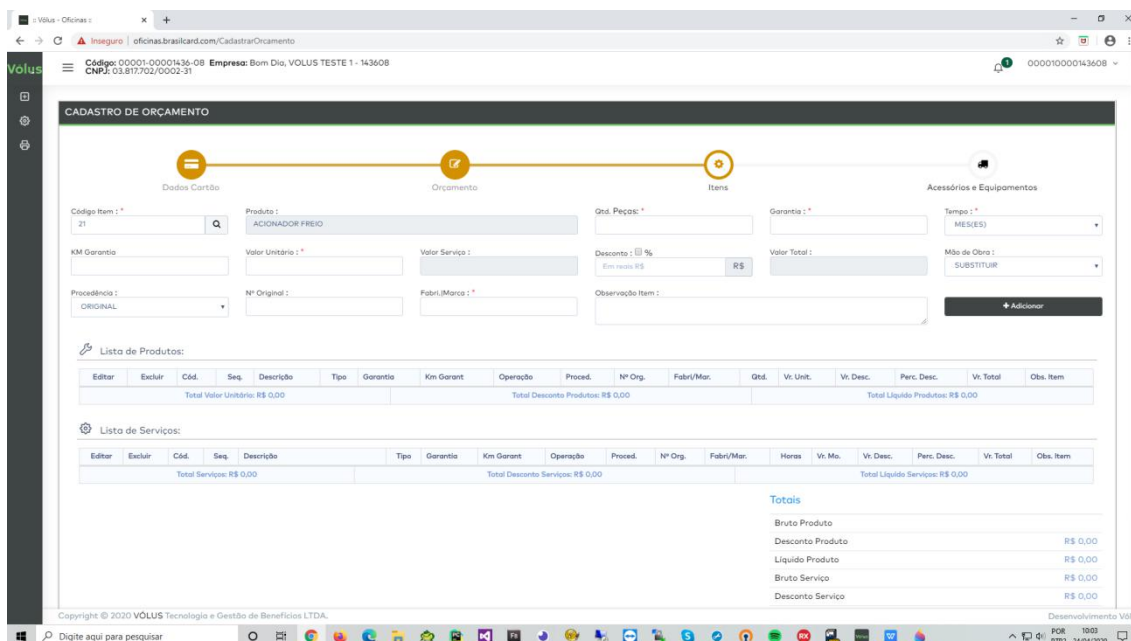 :: Vólus - Oficinas ::
Inseguro | oficinas.brasilcard.com/CadastrarOrcamento
Vólus
Código: 00001-00001436-08 Empresa: Bom Dia, VOLUS TESTE 1 - 143608
CNPJ: 03.817.702/0002-31
1
000010000143608
CADASTRO DE ORÇAMENTO
Dados Cartão
Orçamento
Itens
Acessórios e Equipamentos
Código Item : *
Produto :
Qtd. Peças: *
Garantia : *
Tempo : *
21
ACIONADOR FREIO
MES(ES)
KM Garantia
Valor Unitário : *
Valor Serviço :
Desconto : %
Valor Total :
Mão de Obra :
Em reais R$
R$
SUBSTITUIR
Procedência :
Nº Original :
Fabri.|Marca : *
Observação Item :
ORIGINAL
+ Adicionar
Lista de Produtos:
Editar Excluir Cód. Seq. Descrição Tipo Garantia Km Garant Operação Proced. Nº Org. Fabri/Mar. Qtd. Vr. Unit. Vr. Desc. Perc. Desc. Vr. Total Obs. Item
Total Valor Unitário: R$ 0,00 Total Desconto Produtos: R$ 0,00 Total Líquido Produtos: R$ 0,00
Lista de Serviços:
Editar Excluir Cód. Seq. Descrição Tipo Garantia Km Garant Operação Proced. Nº Org. Fabri/Mar. Horas Vr. Mo. Vr. Desc. Perc. Desc. Vr. Total Obs. Item
Total Serviços: R$ 0,00 Total Desconto Serviços: R$ 0,00 Total Líquido Serviços: R$ 0,00
Totais
Bruto Produto
Desconto Produto R$ 0,00
Líquido Produto R$ 0,00
Bruto Serviço R$ 0,00
Desconto Serviço R$ 0,00
Copyright © 2020 VÓLUS Tecnologia e Gestão de Benefícios LTDA.
Desenvolvimento Vól
Digite aqui para pesquisar
POR 10:03
PTB2 24/04/2020